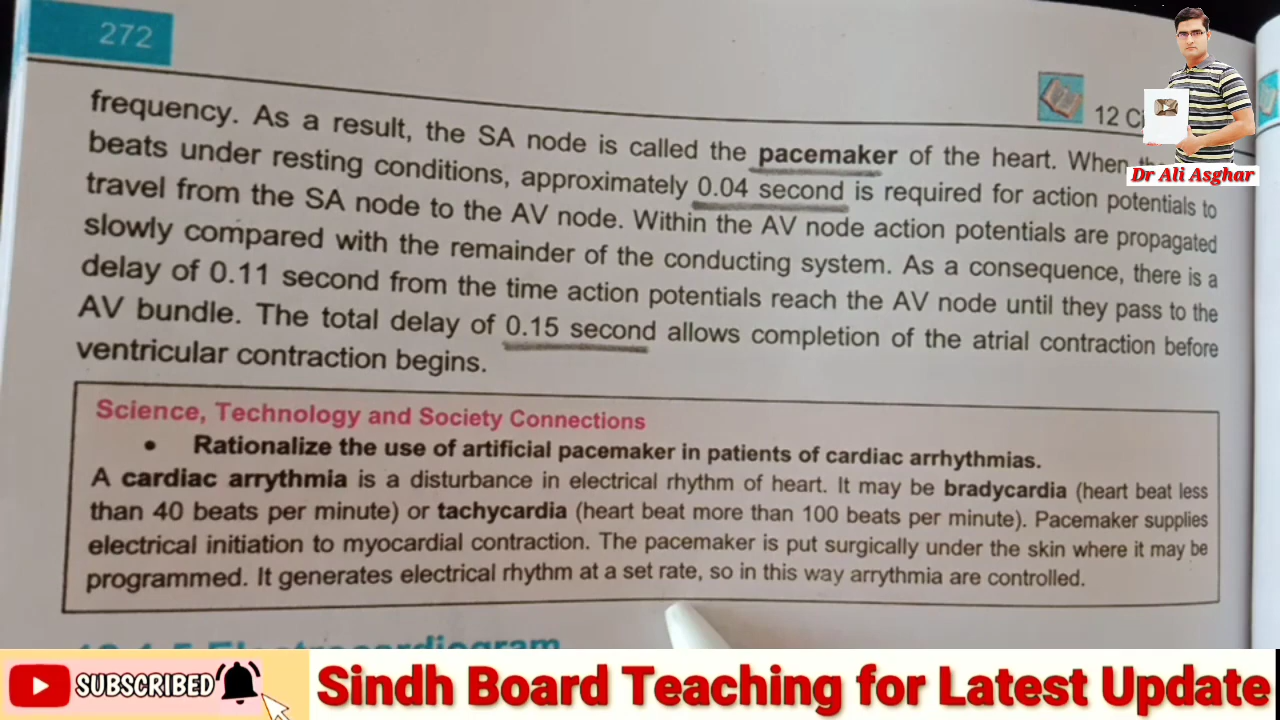 272
12 C
frequency. As a result, the SA node is called the pacemaker of the heart. When
beats under resting conditions, approximately 0.04 second is required for action potentials to
travel from the SA node to the AV node. Within the AV node action potentials are propagated
slowly compared with the remainder of the conducting system. As a consequence, there is a
delay of 0.11 second from the time action potentials reach the AV node until they pass to the
AV bundle. The total delay of 0.15 second allows completion of the atrial contraction before
ventricular contraction begins.
Science, Technology and Society Connections
• Rationalize the use of artificial pacemaker in patients of cardiac arrhythmias.
A cardiac arrythmia is a disturbance in electrical rhythm of heart. It may be bradycardia (heart beat less
than 40 beats per minute) or tachycardia (heart beat more than 100 beats per minute). Pacemaker supplies
electrical initiation to myocardial contraction. The pacemaker is put surgically under the skin where it may be
programmed. It generates electrical rhythm at a set rate, so in this way arrythmia are controlled.
Electrocardiogram
Dr Ali Asghar
SUBSCRIBED
Sindh Board Teaching for Latest Update